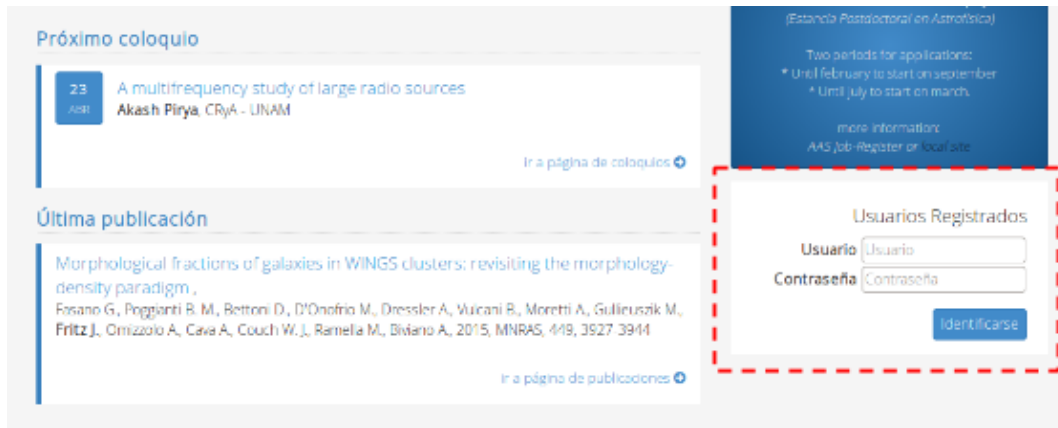 Próximo coloquio
23
ABR
A multifrequency study of large radio sources
Akash Pirya, CRyA - UNAM
Ir a página de coloquios
Última publicación
Morphological fractions of galaxies in WINGS clusters: revisiting the morphology-
density paradigm ,
Fasano G., Poggianti B. M., Bettoni D., D'Onofrio M., Dressler A., Vulcani B., Moretti A., Gullieuszik M.,
Fritz J., Omizzolo A., Cava A., Couch W. J., Ramella M., Biviano A., 2015, MNRAS, 449, 3927-3944
Ir a página de publicaciones
(Estancia Postdoctoral en Astrofísica)
Two periods for applications:
* Until february to start on september
* Until july to start on march.
more information:
AAS Job-Register or local site
Usuarios Registrados
Usuario Usuario
Contraseña Contraseña
Identificarse